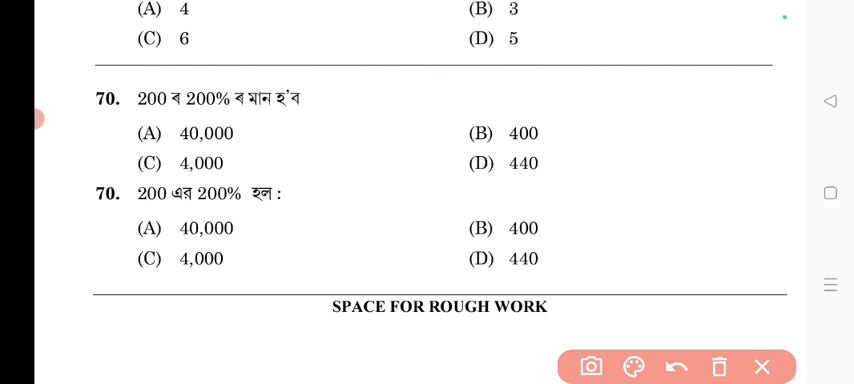 (A) 4 (B) 3
(C) 6 (D) 5
70. 200 ৰ 200% ৰ মান হ'ব
(A) 40,000 (B) 400
(C) 4,000 (D) 440
70. 200 এর 200% হল :
(A) 40,000 (B) 400
(C) 4,000 (D) 440
SPACE FOR ROUGH WORK